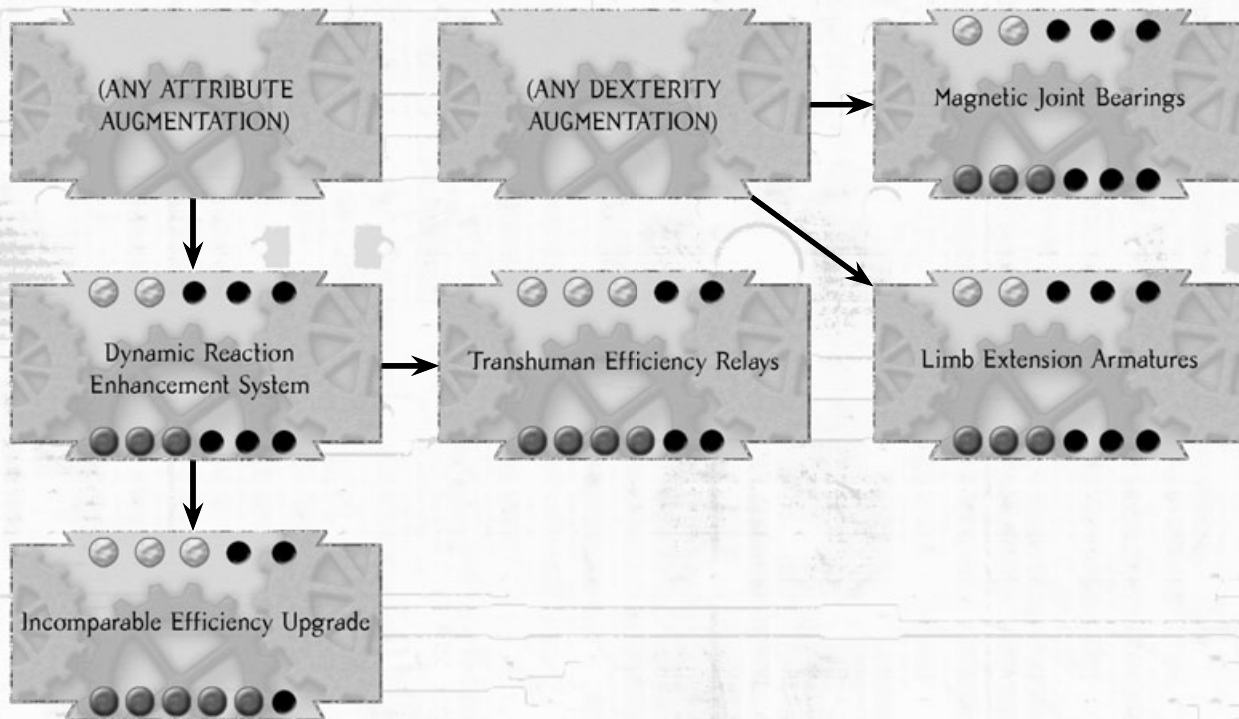 (ANY ATTRIBUTE
AUGMENTATION)
(ANY DEXTERITY
AUGMENTATION)
Magnetic Joint Bearings
Dynamic Reaction
Enhancement System
Transhuman Efficiency Relays
Limb Extension Armatures
Incomparable Efficiency Upgrade